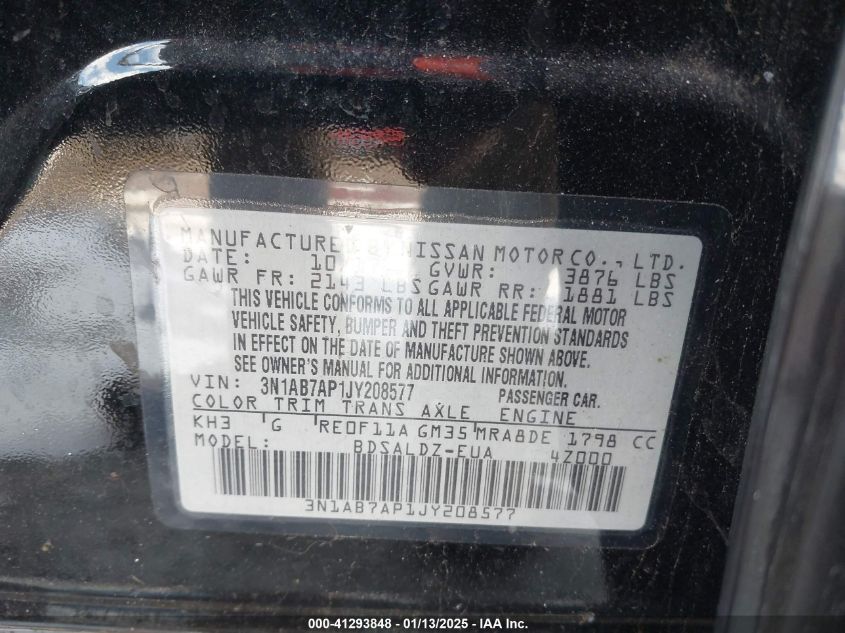 MANUFACTURE NISSAN MOTOR CO., LTD.
DATE: 10 GVWR: 3876 LBS
GAWR FR: 2143 LBS GAWR RR: 1881 LBS
THIS VEHICLE CONFORMS TO ALL APPLICABLE FEDERAL MOTOR
VEHICLE SAFETY, BUMPER AND THEFT PREVENTION STANDARDS
IN EFFECT ON THE DATE OF MANUFACTURE SHOWN ABOVE.
SEE OWNER'S MANUAL FOR ADDITIONAL INFORMATION.
VIN: 3N1AB7AP1JY208577 PASSENGER CAR.
COLOR TRIM TRANS AXLE ENGINE
KH3 G RE0F11A GM35 MRA8DE 1798 CC
MODEL: BDSALDZ-EUA 4Z000
3N1AB7AP1JY208577
000-41293848 - 01/13/2025 - IAA Inc.